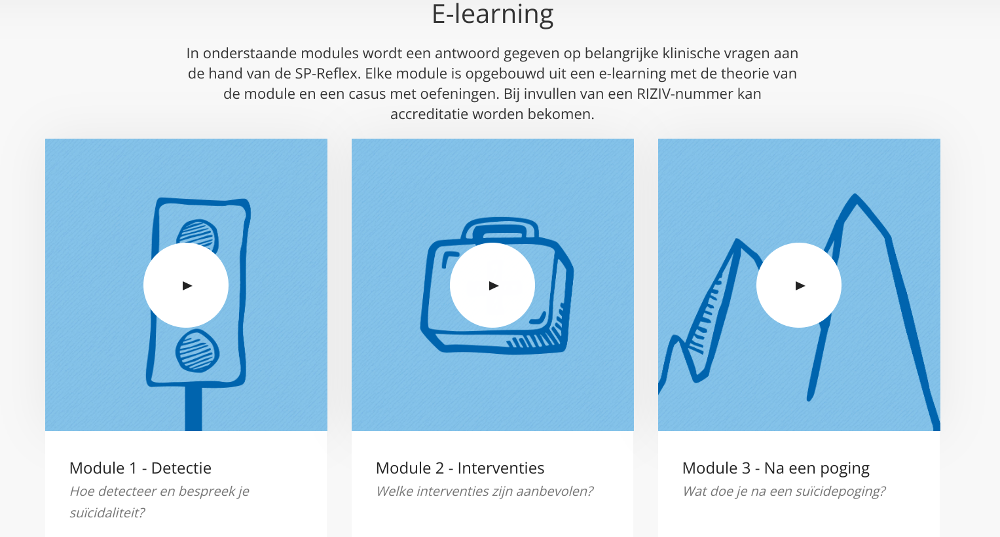 E-learning
In onderstaande modules wordt een antwoord gegeven op belangrijke klinische vragen aan
de hand van de SP-Reflex. Elke module is opgebouwd uit een e-learning met de theorie van
de module en een casus met oefeningen. Bij invullen van een RIZIV-nummer kan
accreditatie worden bekomen.
Module 1 - Detectie
Hoe detecteer en bespreek je
suïcidaliteit?
Module 2 - Interventies
Welke interventies zijn aanbevolen?
Module 3 - Na een poging
Wat doe je na een suïcidepoging?